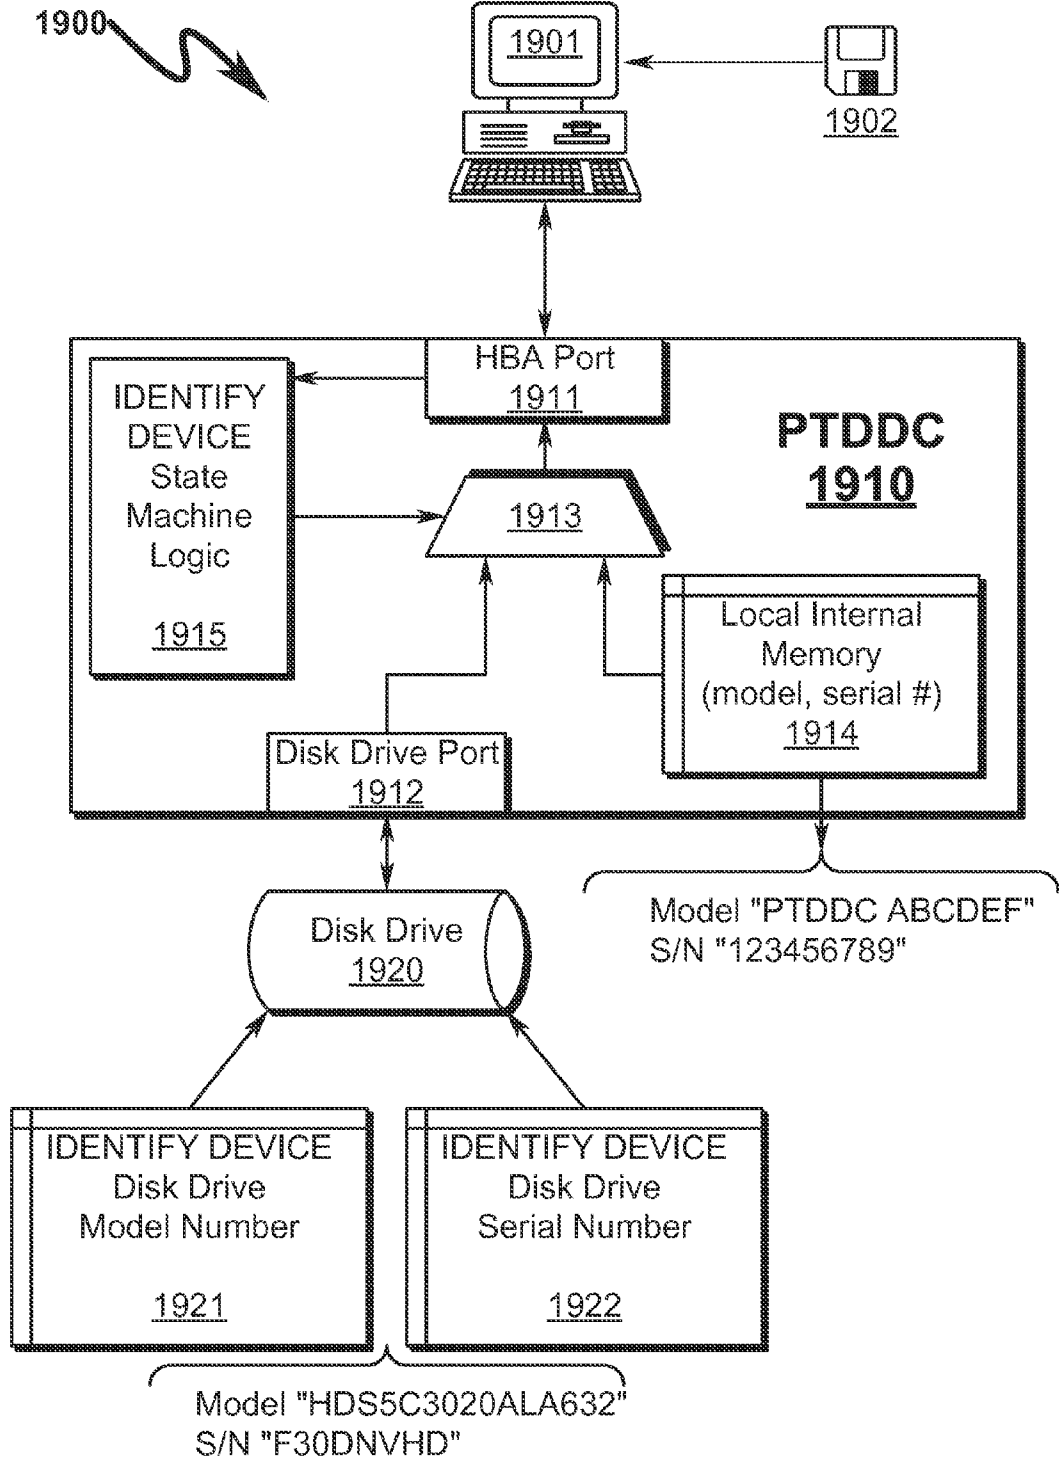 1900
1901
1902
HBA Port
1911
IDENTIFY
DEVICE
State
Machine
Logic
1915
PTDDC
1910
1913
Local Internal
Memory
(model, serial #)
1914
Disk Drive Port
1912
Disk Drive
1920
Model "PTDDC ABCDEF"
S/N "123456789"
IDENTIFY DEVICE
Disk Drive
Model Number
1921
IDENTIFY DEVICE
Disk Drive
Serial Number
1922
Model "HDS5C3020ALA632"
S/N "F30DNVHD"